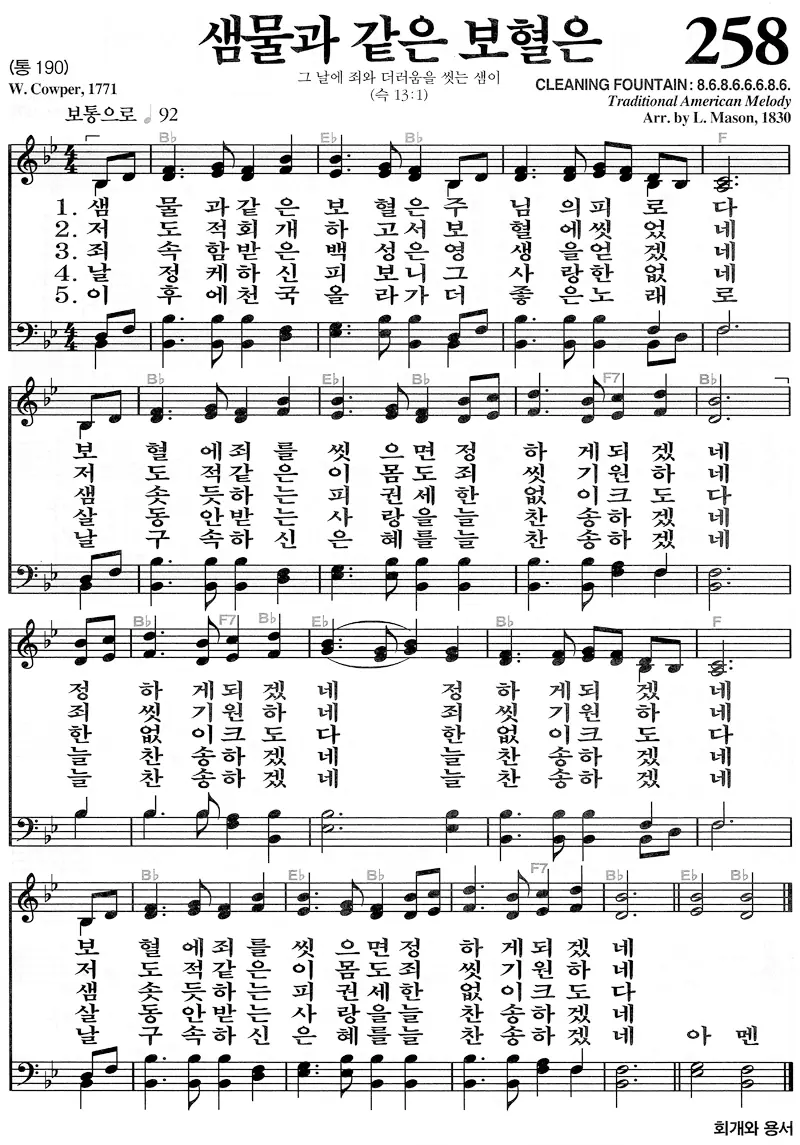 샘물과 같은 보혈은
258
(통 190)
그 날에 죄와 더러움을 씻는 샘이
(슥 13:1)
W. Cowper, 1771
CLEANING FOUNTAIN: 8.6.8.6.6.6.8.6.
Traditional American Melody
Arr. by L. Mason, 1830
보통으로 ♩ 92
B♭ E♭ B♭ F
1. 샘 물 과 같 은 보 혈 은 주 님 의 피 로 다
2. 저 도 적 회 개 하 고 서 보 혈 에 씻 었 네
3. 죄 속 함 받 은 백 성 은 영 생 을 얻 겠 네
4. 날 정 케 하 신 피 보 니 그 사 랑 한 없 네
5. 이 후 에 천 국 올 라 가 더 좋 은 노 래 로
B♭ E♭ B♭ F7 B♭
보 혈 에 죄 를 씻 으 면 정 하 게 되 겠 네
저 도 적 같 은 이 몸 도 죄 씻 기 원 하 네
샘 솟 듯 하 는 피 권 세 한 없 이 크 도 다
살 동 안 받 는 사 랑 을 늘 찬 송 하 겠 네
날 구 속 하 신 은 혜 를 늘 찬 송 하 겠 네
B♭ F7 B♭ E♭ B♭ F
정 하 게 되 겠 네 정 하 게 되 겠 네
죄 씻 기 원 하 네 죄 씻 기 원 하 네
한 없 이 크 도 다 한 없 이 크 도 다
늘 찬 송 하 겠 네 늘 찬 송 하 겠 네
늘 찬 송 하 겠 네 늘 찬 송 하 겠 네
B♭ E♭ B♭ F7 B♭ E♭ B♭
보 혈 에 죄 를 씻 으 면 정 하 게 되 겠 네
저 도 적 같 은 이 몸 도 죄 씻 기 원 하 네
샘 솟 듯 하 는 피 권 세 한 없 이 크 도 다
살 동 안 받 는 사 랑 을 늘 찬 송 하 겠 네
날 구 속 하 신 은 혜 를 늘 찬 송 하 겠 네 아 멘
회개와 용서